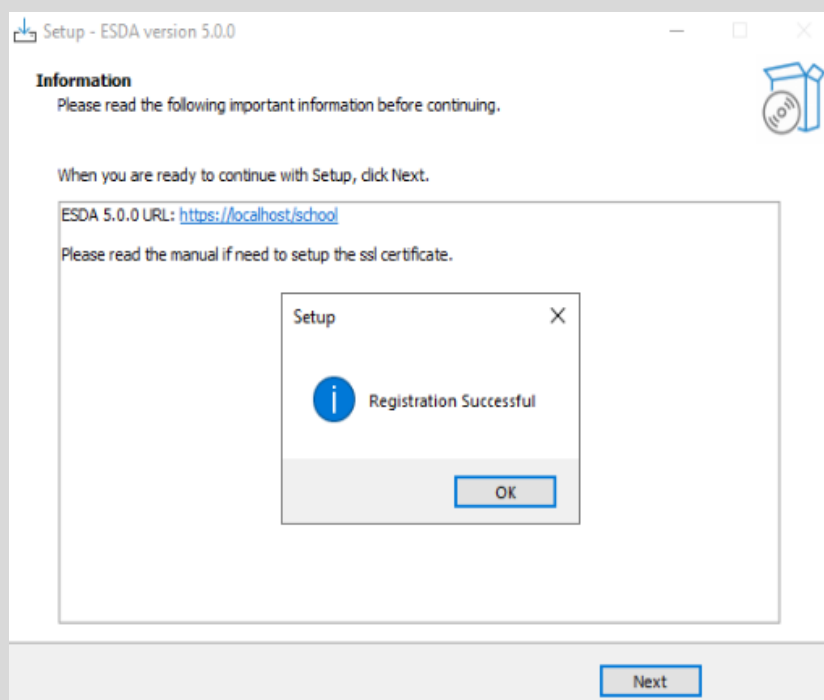 Setup - ESDA version 5.0.0
Information
Please read the following important information before continuing.
When you are ready to continue with Setup, click Next.
ESDA 5.0.0 URL: https://localhost/school
Please read the manual if need to setup the ssl certificate.
Setup
Registration Successful
OK
Next